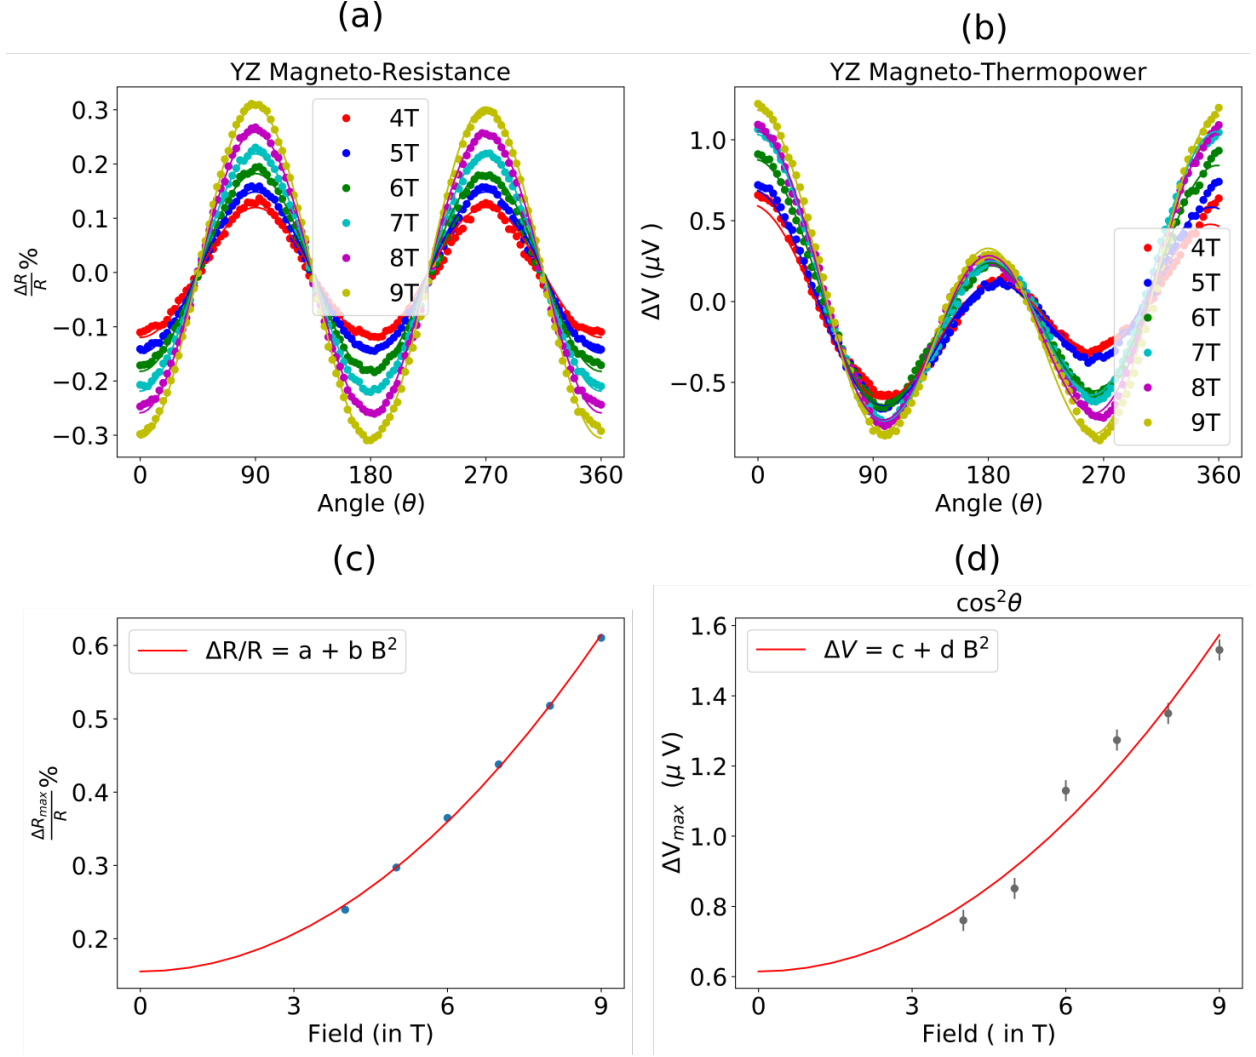 (a)
(b)
YZ Magneto-Resistance
ΔR/R %
0.3
0.2
0.1
0.0
−0.1
−0.2
−0.3
4T
5T
6T
7T
8T
9T
0 90 180 270 360
Angle (θ)
YZ Magneto-Thermopower
ΔV (μV )
1.0
0.5
0.0
−0.5
4T
5T
6T
7T
8T
9T
0 90 180 270 360
Angle (θ)
(c)
(d)
ΔRmax/R %
0.6
0.5
0.4
0.3
0.2
ΔR/R = a + b B²
0 3 6 9
Field (in T)
cos²θ
ΔVmax (μ V)
1.6
1.4
1.2
1.0
0.8
0.6
ΔV = c + d B²
0 3 6 9
Field ( in T)